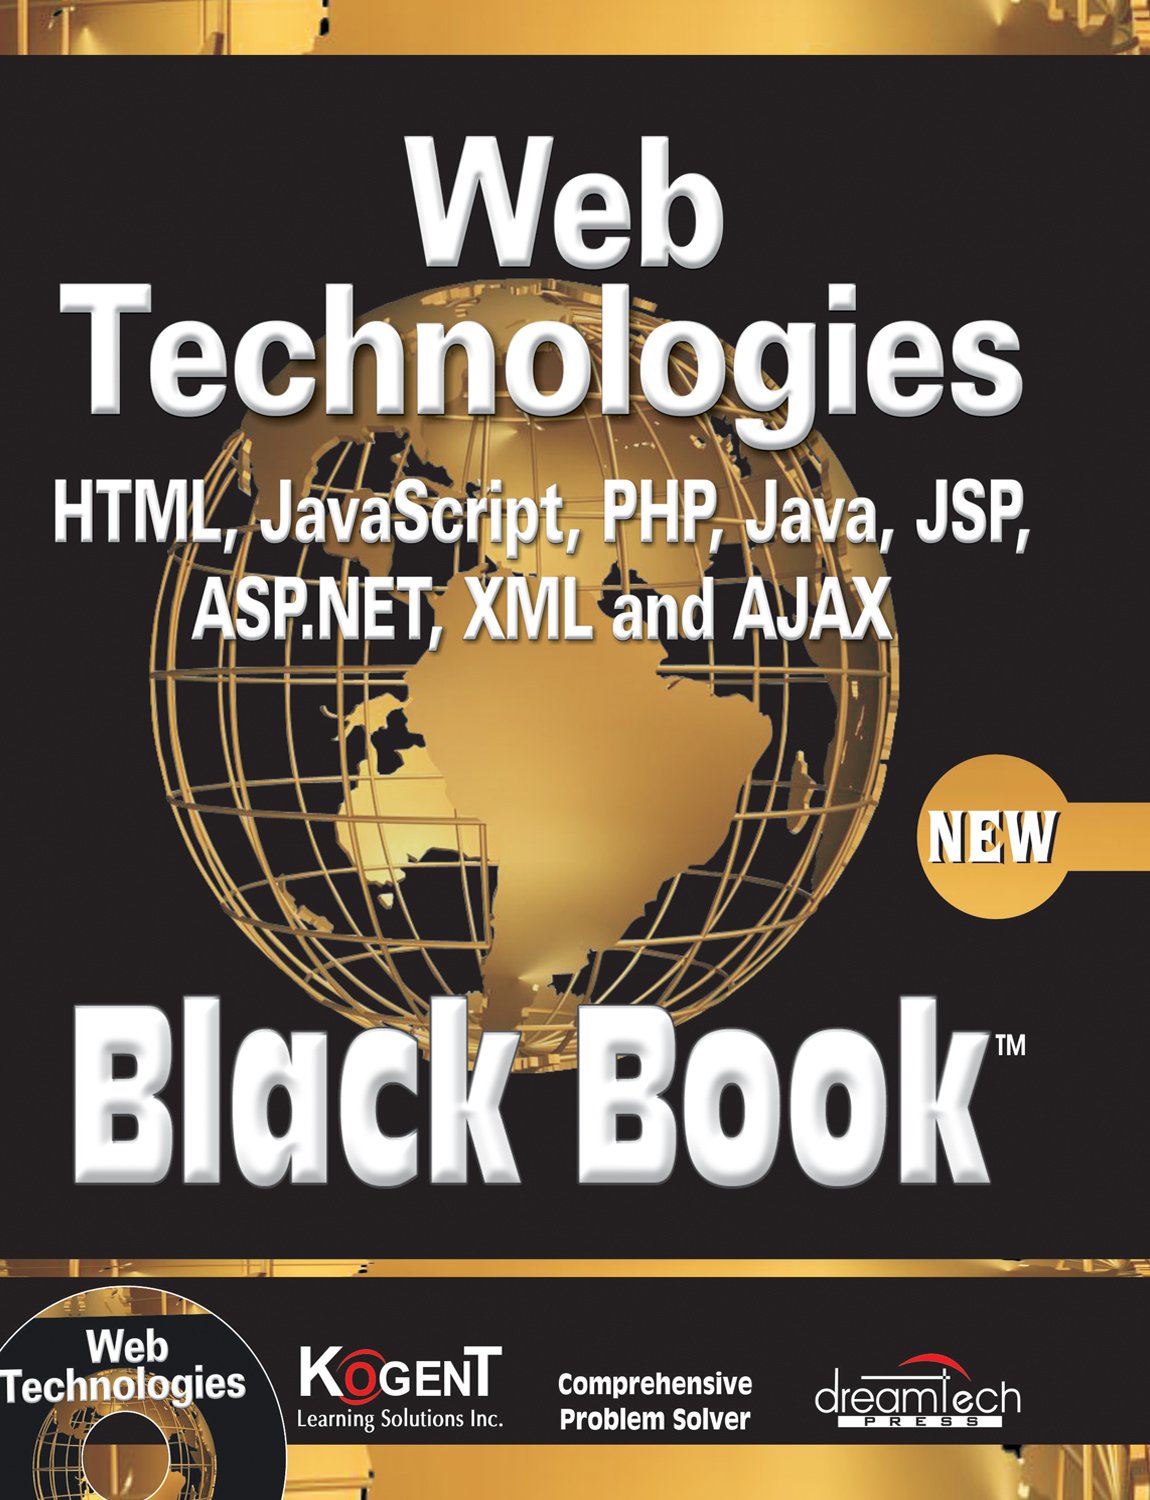 Web
Technologies
HTML, JavaScript, PHP, Java, JSP,
ASP.NET, XML and AJAX
NEW
Black Book™
Web
Technologies
KOGENT
Learning Solutions Inc.
Comprehensive
Problem Solver
dreamtech
PRESS